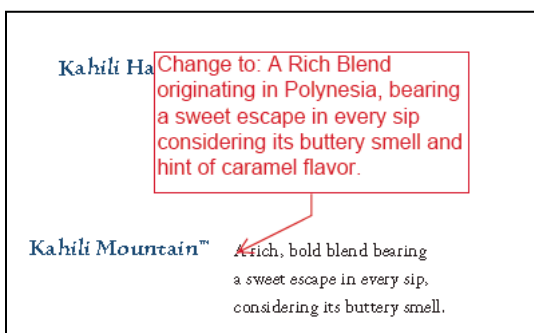 Kahili Ha
Change to: A Rich Blend
originating in Polynesia, bearing
a sweet escape in every sip
considering its buttery smell and
hint of caramel flavor.
Kahili Mountain™ A rich, bold blend bearing
a sweet escape in every sip,
considering its buttery smell.